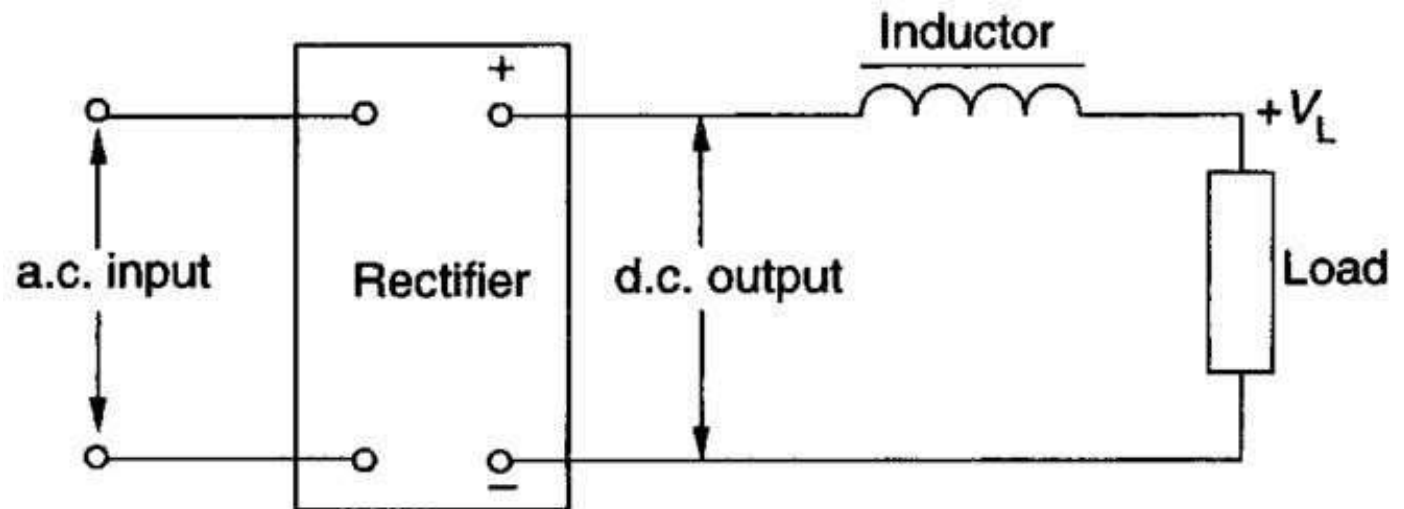 Inductor
+
+V_L
a.c. input
Rectifier
d.c. output
Load
−